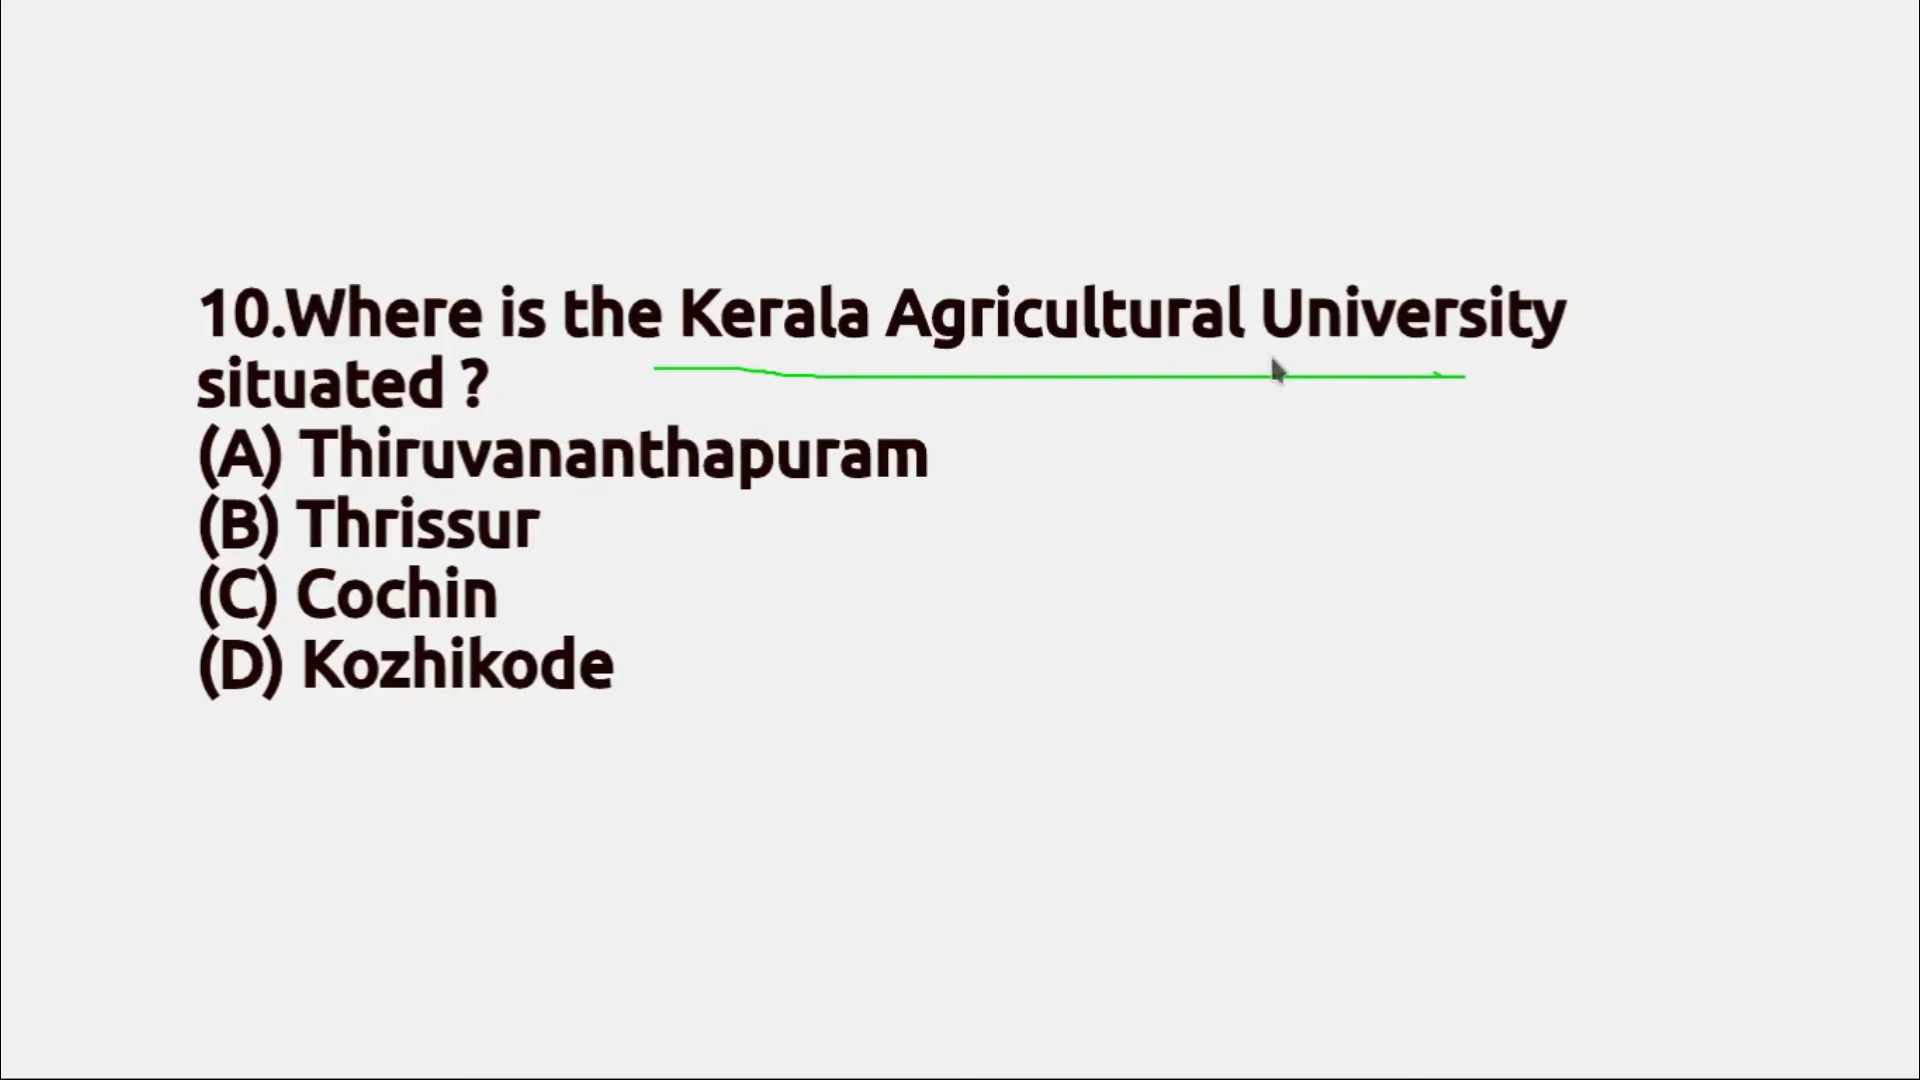 10.Where is the Kerala Agricultural University
situated ?
(A) Thiruvananthapuram
(B) Thrissur
(C) Cochin
(D) Kozhikode